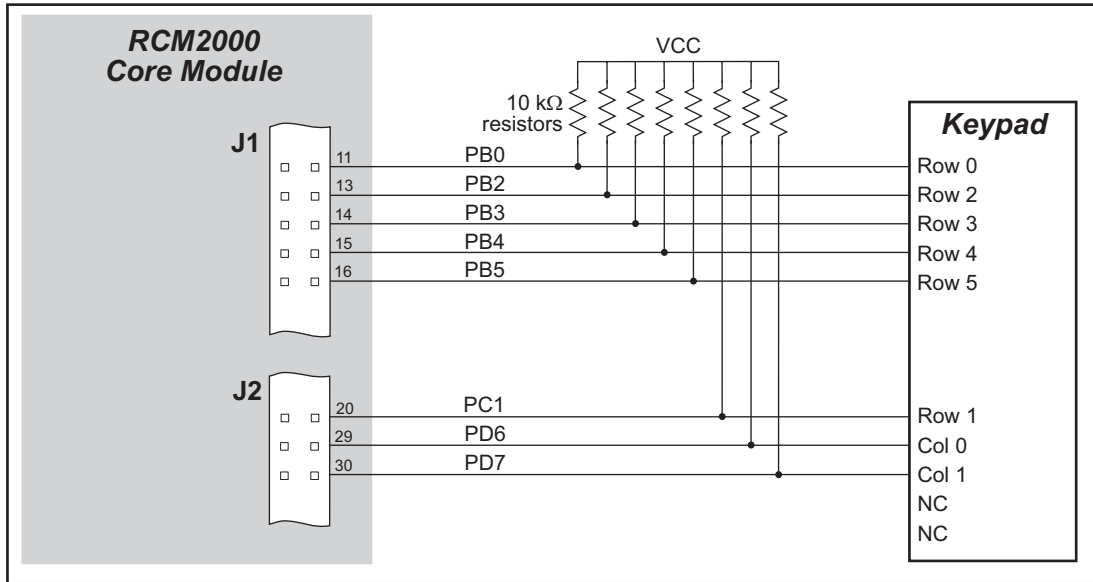 RCM2000
Core Module
VCC
10 kΩ
resistors
Keypad
J1
11 PB0 Row 0
13 PB2 Row 2
14 PB3 Row 3
15 PB4 Row 4
16 PB5 Row 5
J2
20 PC1 Row 1
29 PD6 Col 0
30 PD7 Col 1
NC
NC